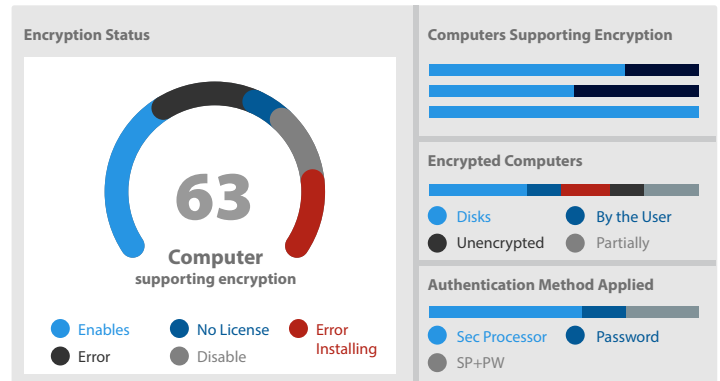 Encryption Status
63
Computer
supporting encryption
Enables
No License
Error
Installing
Error
Disable
Computers Supporting Encryption
Encrypted Computers
Disks
By the User
Unencrypted
Partially
Authentication Method Applied
Sec Processor
Password
SP+PW